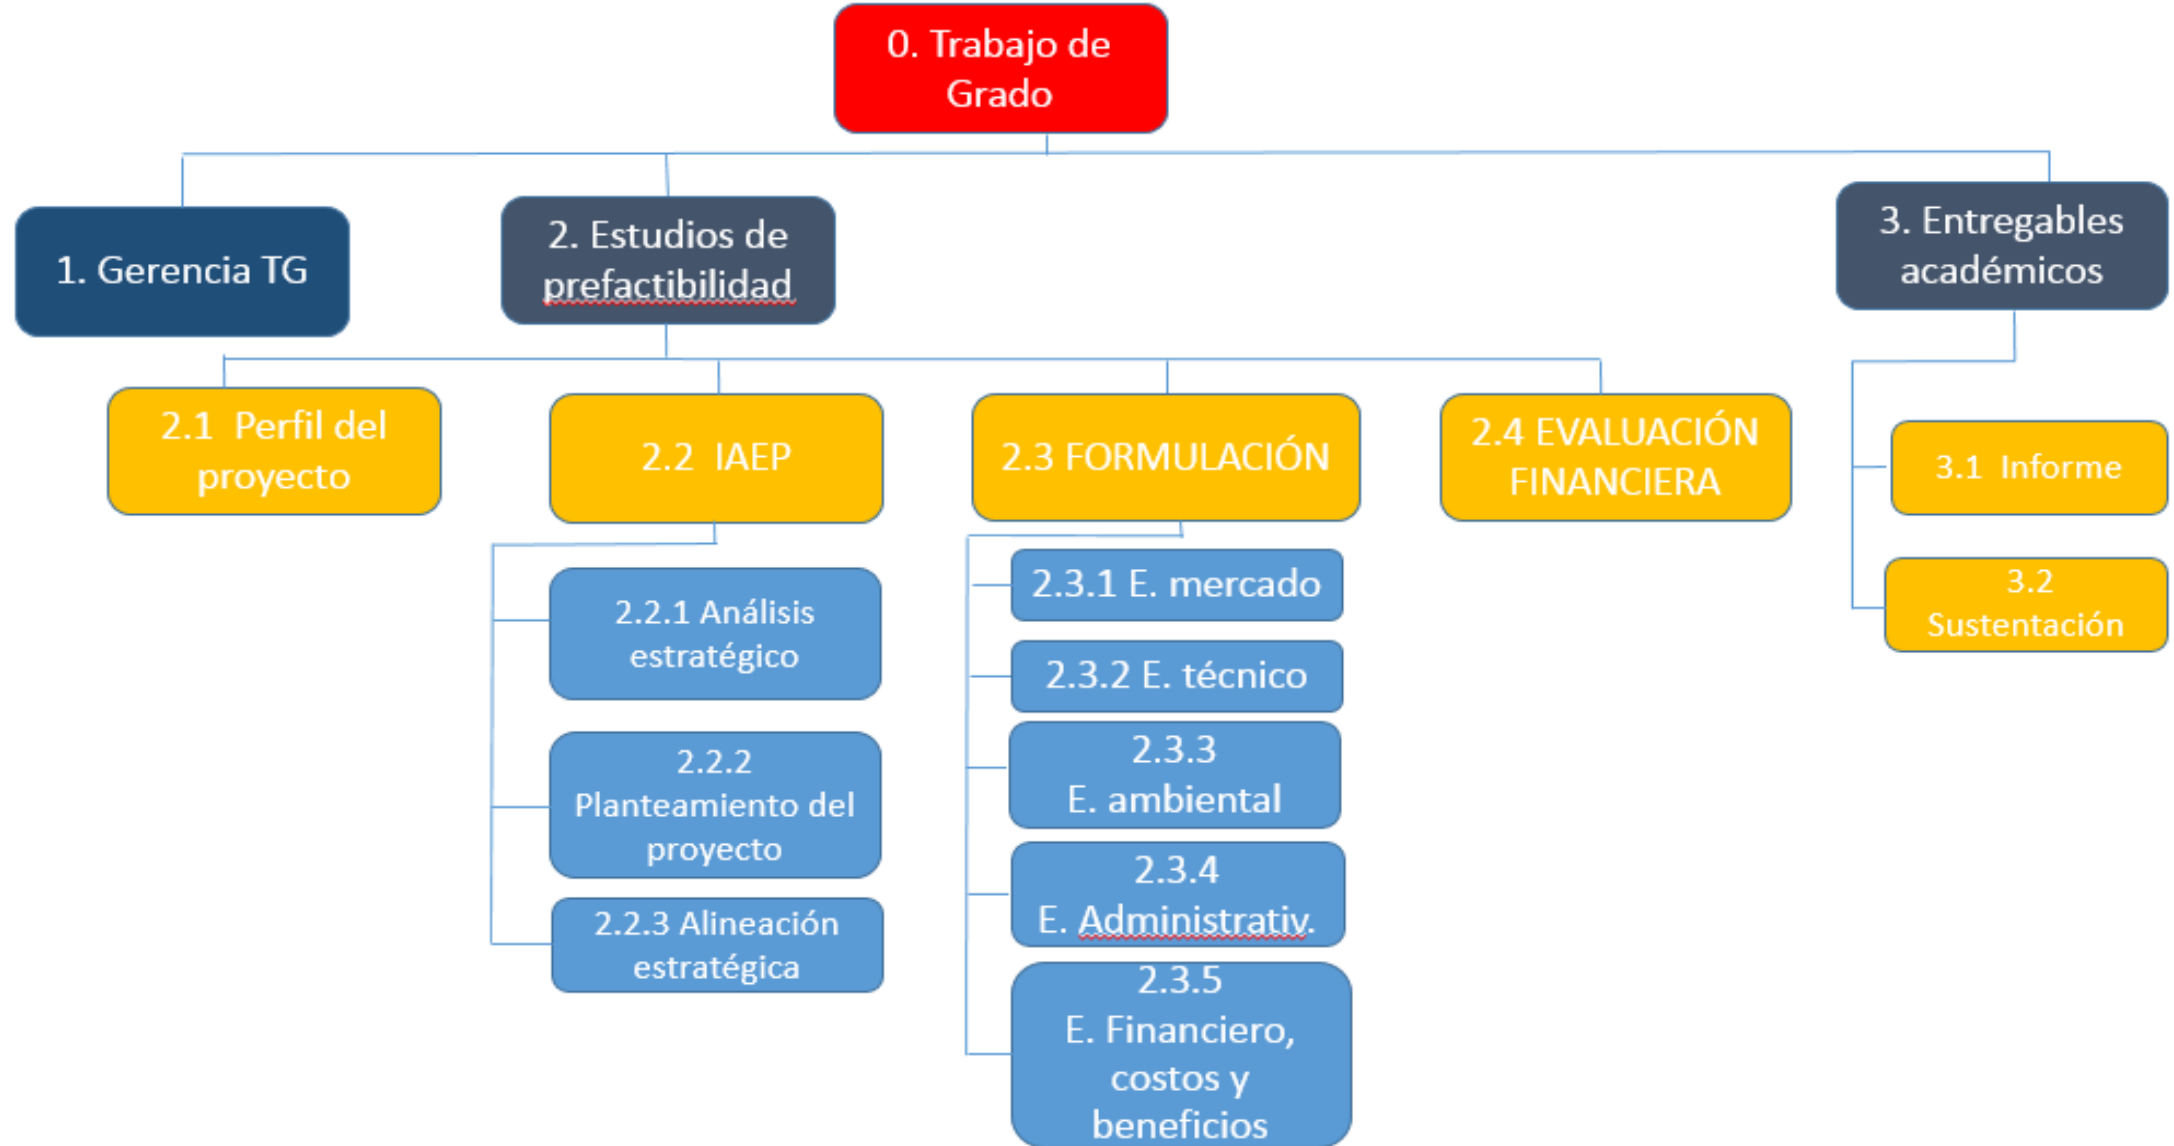 0. Trabajo de
Grado
1. Gerencia TG
2. Estudios de
prefactibilidad
3. Entregables
académicos
2.1 Perfil del
proyecto
2.2 IAEP
2.3 FORMULACIÓN
2.4 EVALUACIÓN
FINANCIERA
3.1 Informe
3.2
Sustentación
2.2.1 Análisis
estratégico
2.2.2
Planteamiento del
proyecto
2.2.3 Alineación
estratégica
2.3.1 E. mercado
2.3.2 E. técnico
2.3.3
E. ambiental
2.3.4
E. Administrativ.
2.3.5
E. Financiero,
costos y
beneficios